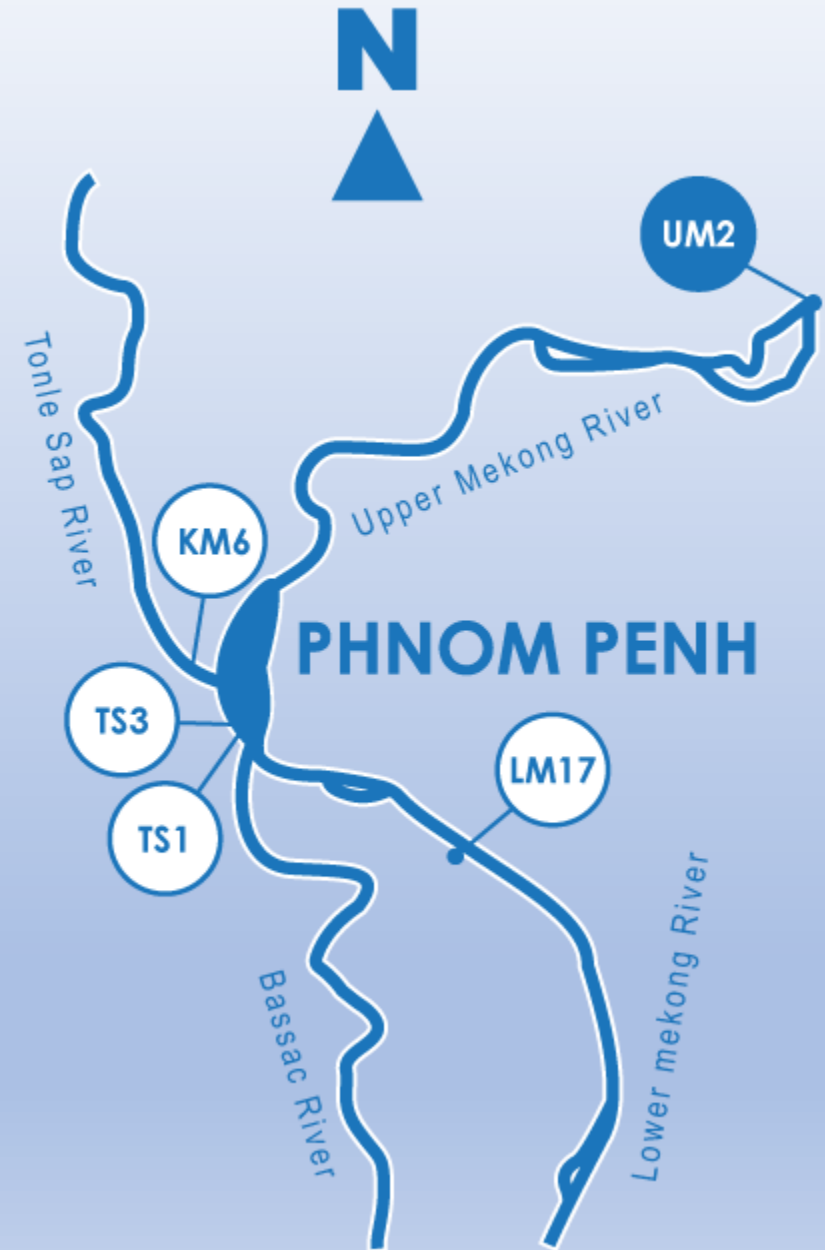 N
UM2
Tonle Sap River
Upper Mekong River
KM6
PHNOM PENH
TS3
LM17
TS1
Lower mekong River
Bassac River